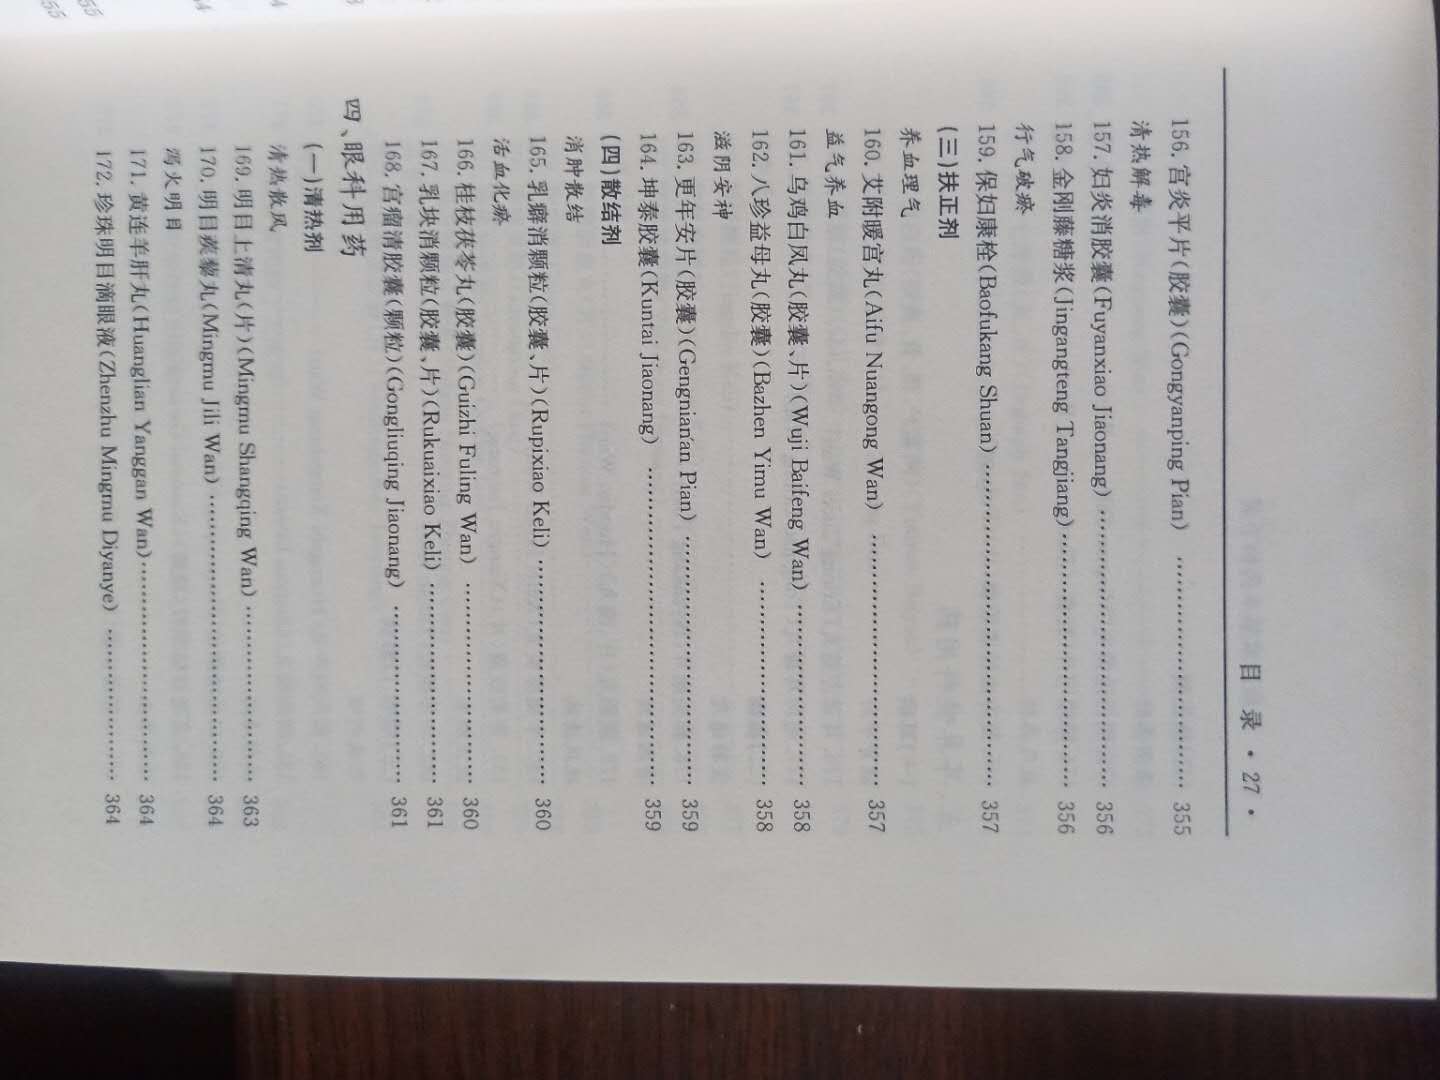 目 录 · 27 ·
156. 宫炎平片(胶囊)(Gongyanping Pian) …………………… 355
清热解毒
157. 妇炎消胶囊(Fuyanxiao Jiaonang) …………………… 356
158. 金刚藤糖浆(Jingangteng Tangjiang) …………………… 356
行气破瘀
159. 保妇康栓(Baofukang Shuan) …………………… 357
(三)扶正剂
养血理气
160. 艾附暖宫丸(Aifu Nuangong Wan) …………………… 357
益气养血
161. 乌鸡白凤丸(胶囊、片)(Wuji Baifeng Wan) …………………… 358
162. 八珍益母丸(胶囊)(Bazhen Yimu Wan) …………………… 358
滋阴安神
163. 更年安片(胶囊)(Gengnian'an Pian) …………………… 359
164. 坤泰胶囊(Kuntai Jiaonang) …………………… 359
(四)散结剂
消肿散结
165. 乳癖消颗粒(胶囊、片)(Rupixiao Keli) …………………… 360
活血化瘀
166. 桂枝茯苓丸(胶囊)(Guizhi Fuling Wan) …………………… 360
167. 乳块消颗粒(胶囊、片)(Rukuaixiao Keli) …………………… 361
168. 宫瘤清胶囊(颗粒)(Gongliuqing Jiaonang) …………………… 361
四、眼科用药
(一)清热剂
清热散风
169. 明目上清丸(片)(Mingmu Shangqing Wan) …………………… 363
170. 明目蒺藜丸(Mingmu Jili Wan) …………………… 364
泻火明目
171. 黄连羊肝丸(Huanglian Yanggan Wan) …………………… 364
172. 珍珠明目滴眼液(Zhenzhu Mingmu Diyanye) …………………… 364